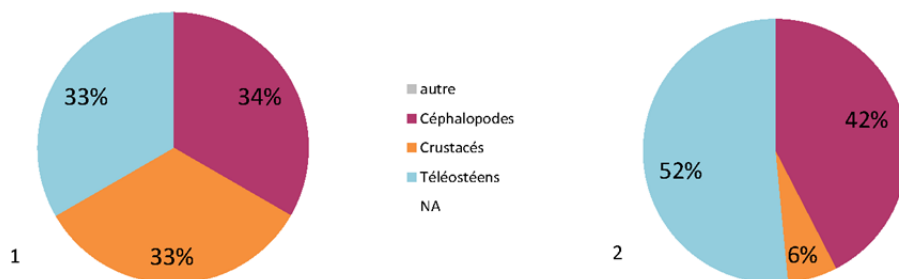 33%
34%
33%
1
autre
Céphalopodes
Crustacés
Téléostéens
NA
42%
52%
6%
2